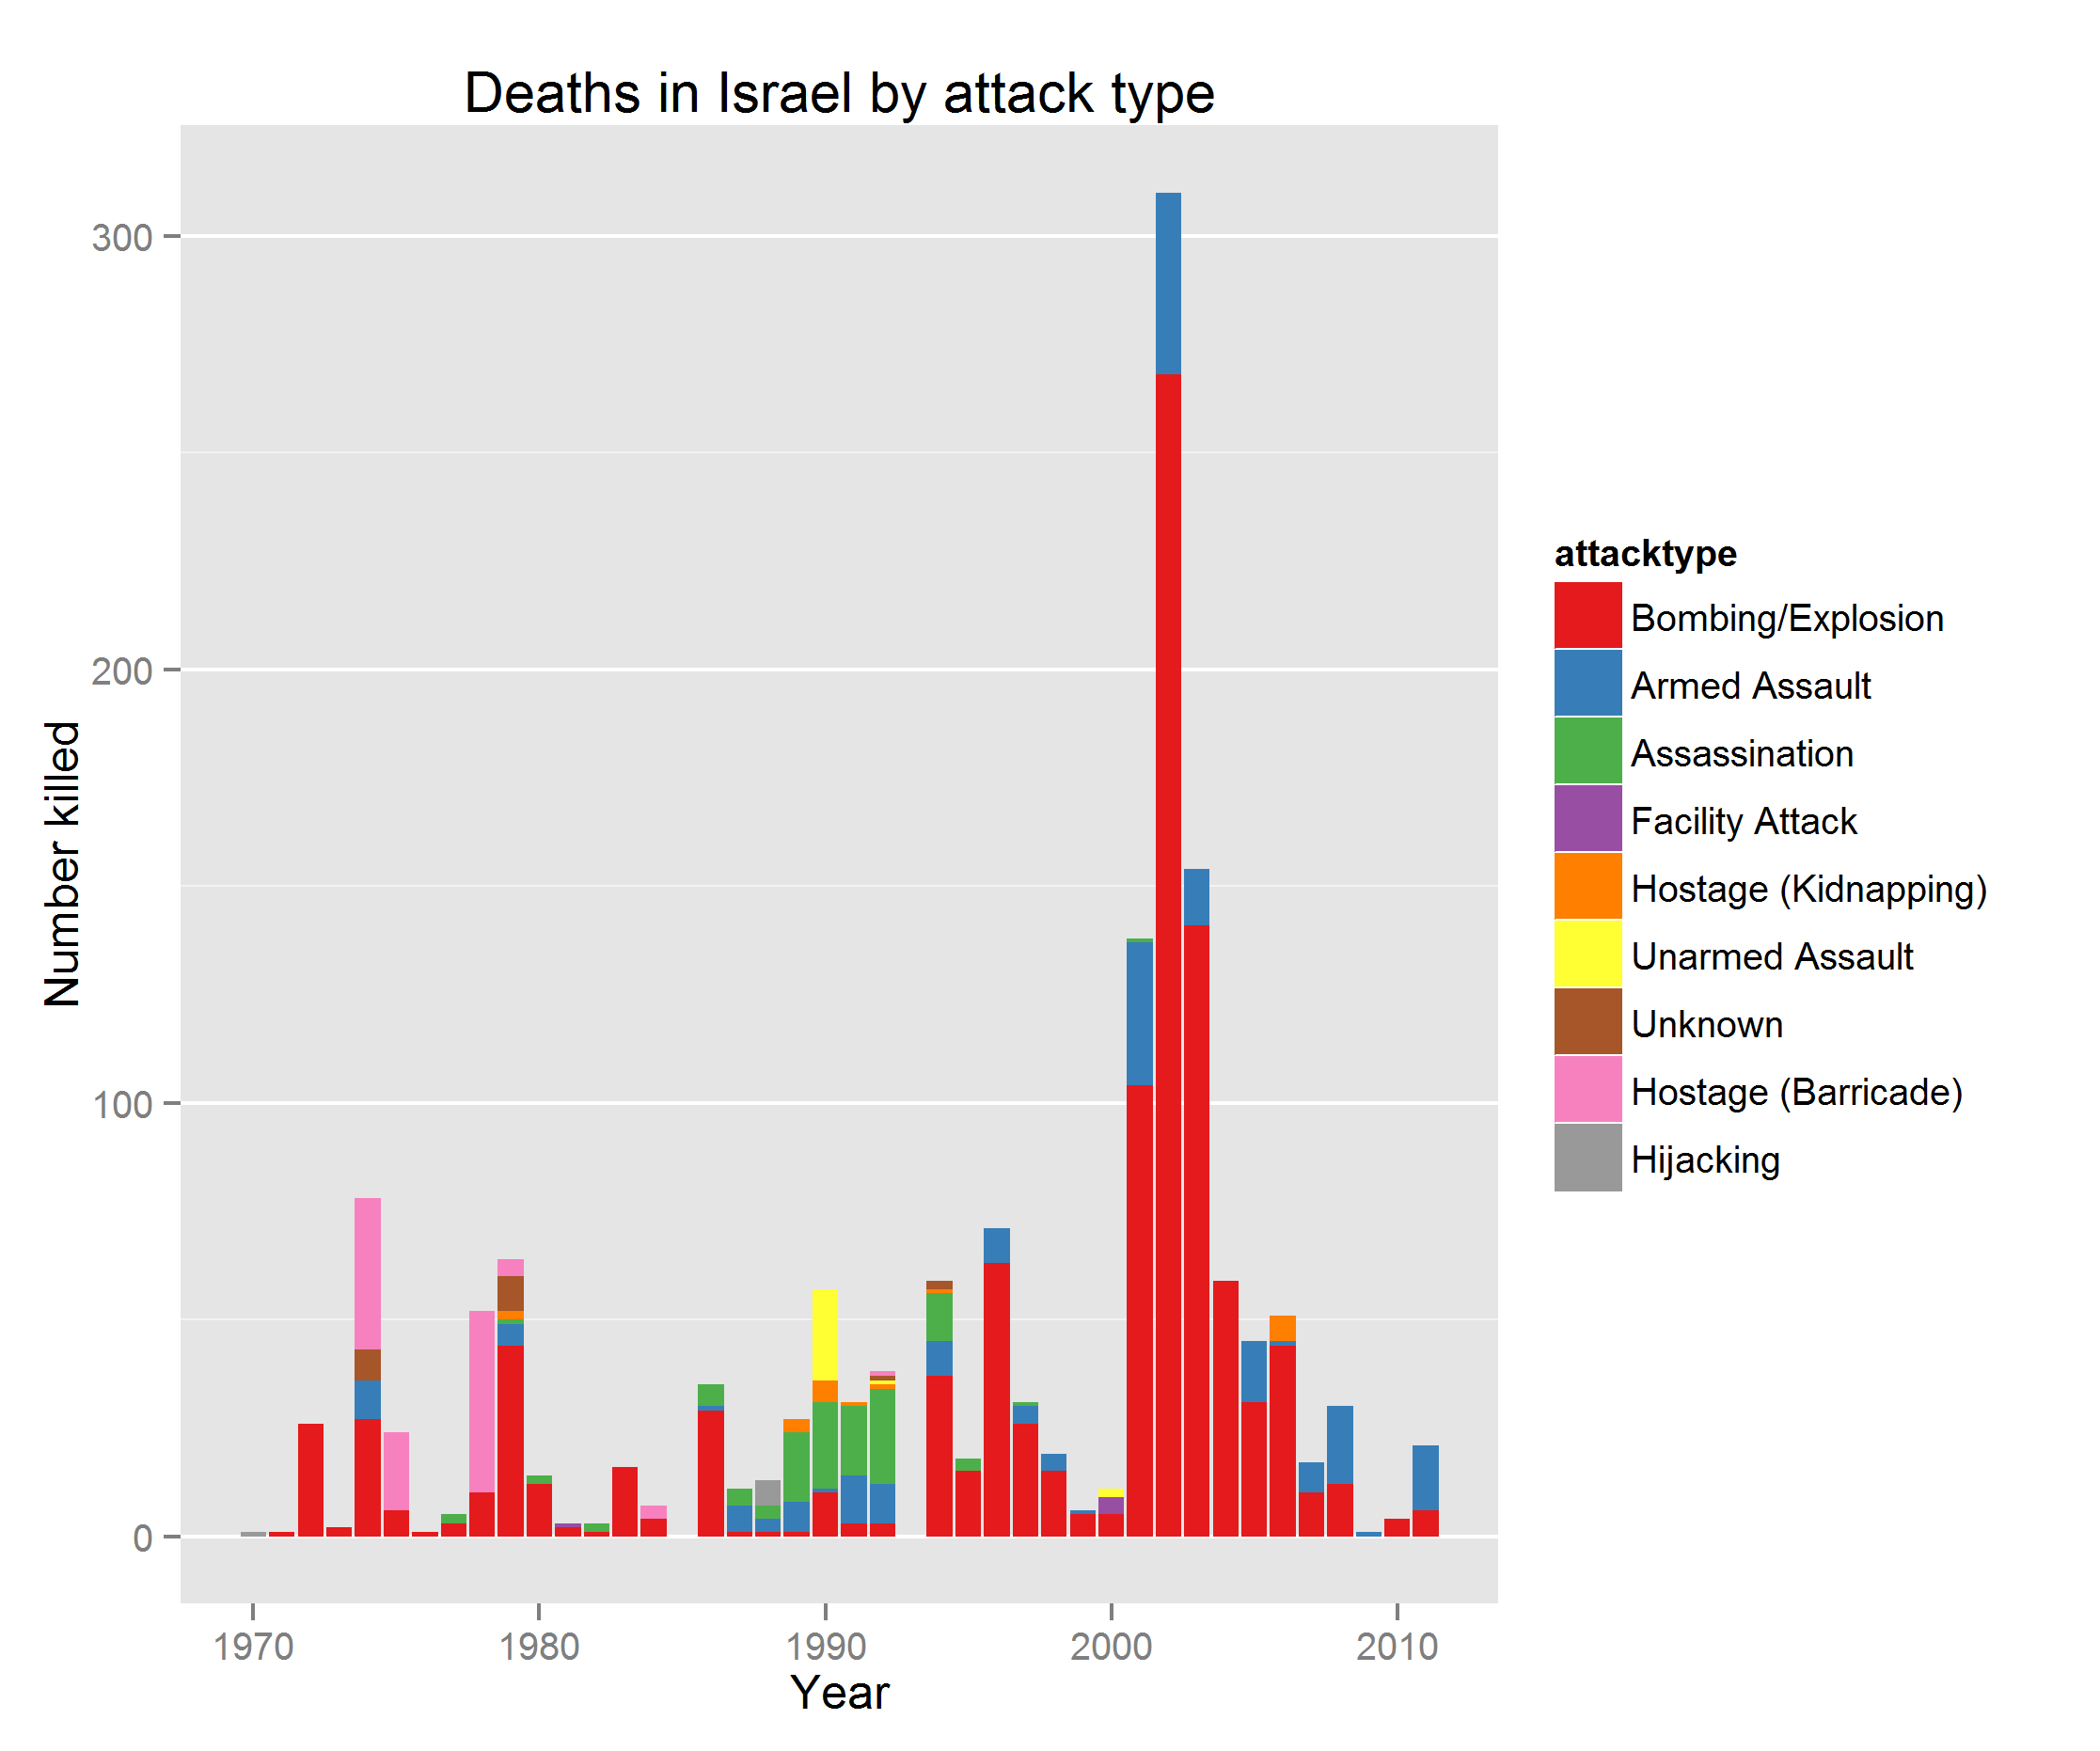 Deaths in Israel by attack type
300
200
100
0
Number killed
1970 1980 1990 2000 2010
Year
attacktype
Bombing/Explosion
Armed Assault
Assassination
Facility Attack
Hostage (Kidnapping)
Unarmed Assault
Unknown
Hostage (Barricade)
Hijacking